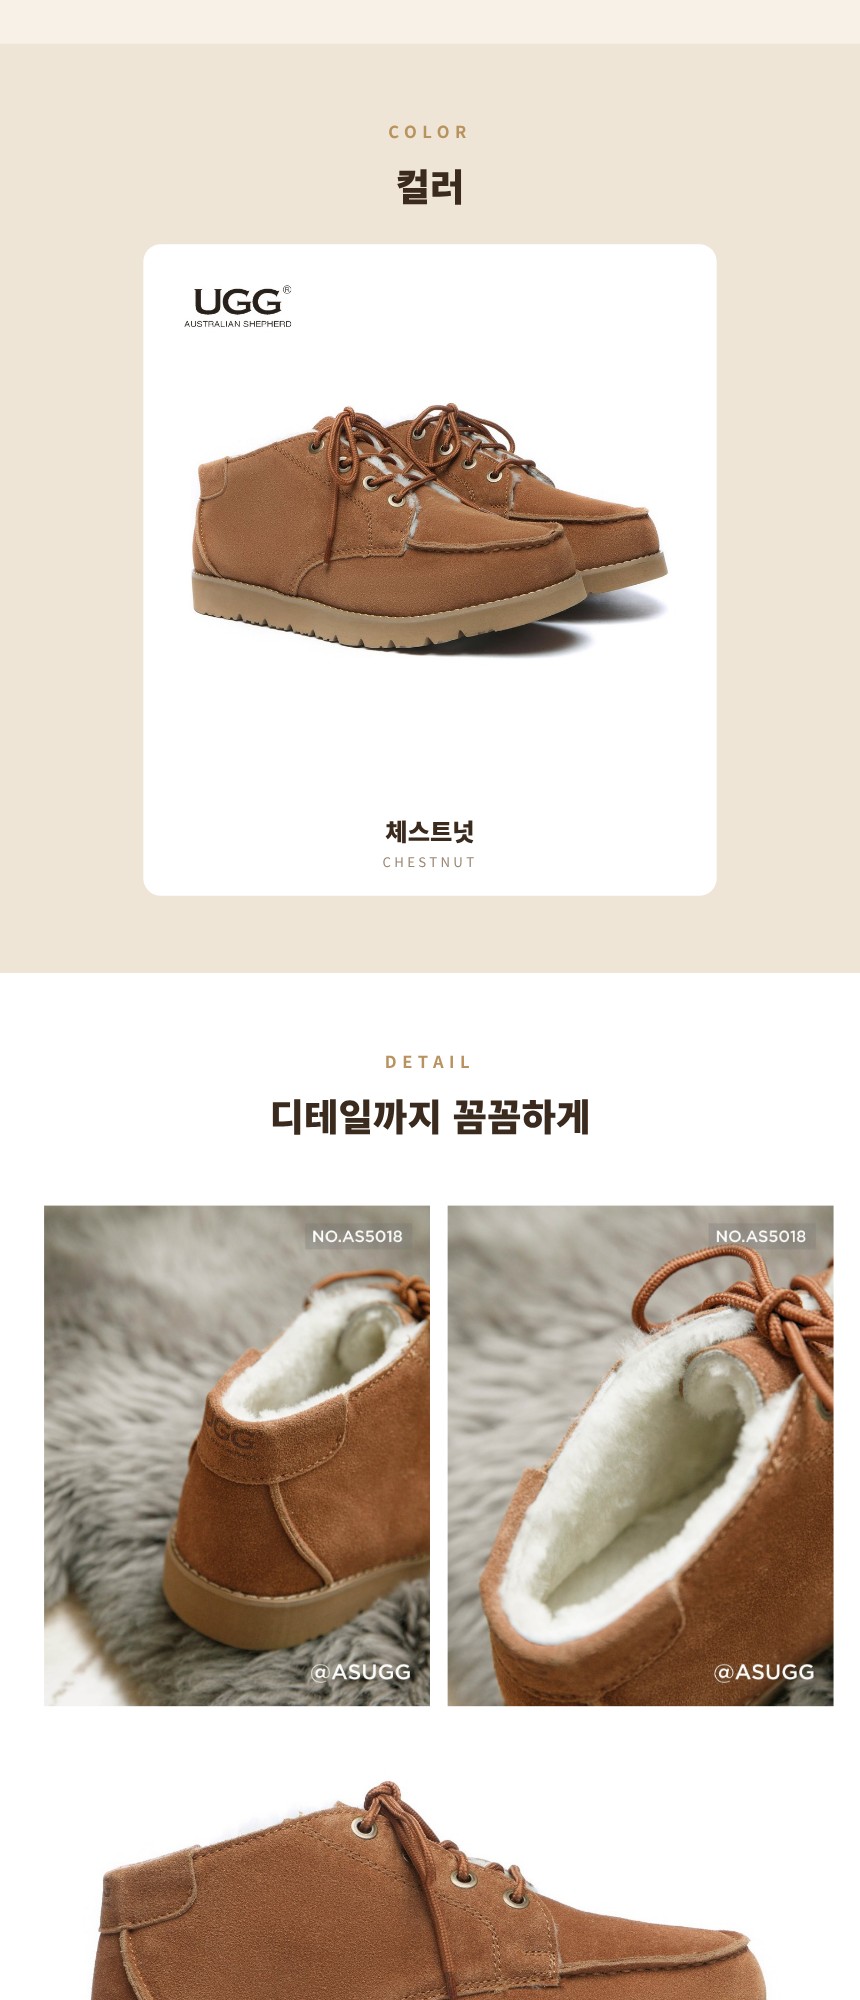 COLOR
컬러
UGG®
AUSTRALIAN SHEPHERD
체스트넛
CHESTNUT
DETAIL
디테일까지 꼼꼼하게
NO.AS5018
NO.AS5018
UGG
@ASUGG
@ASUGG